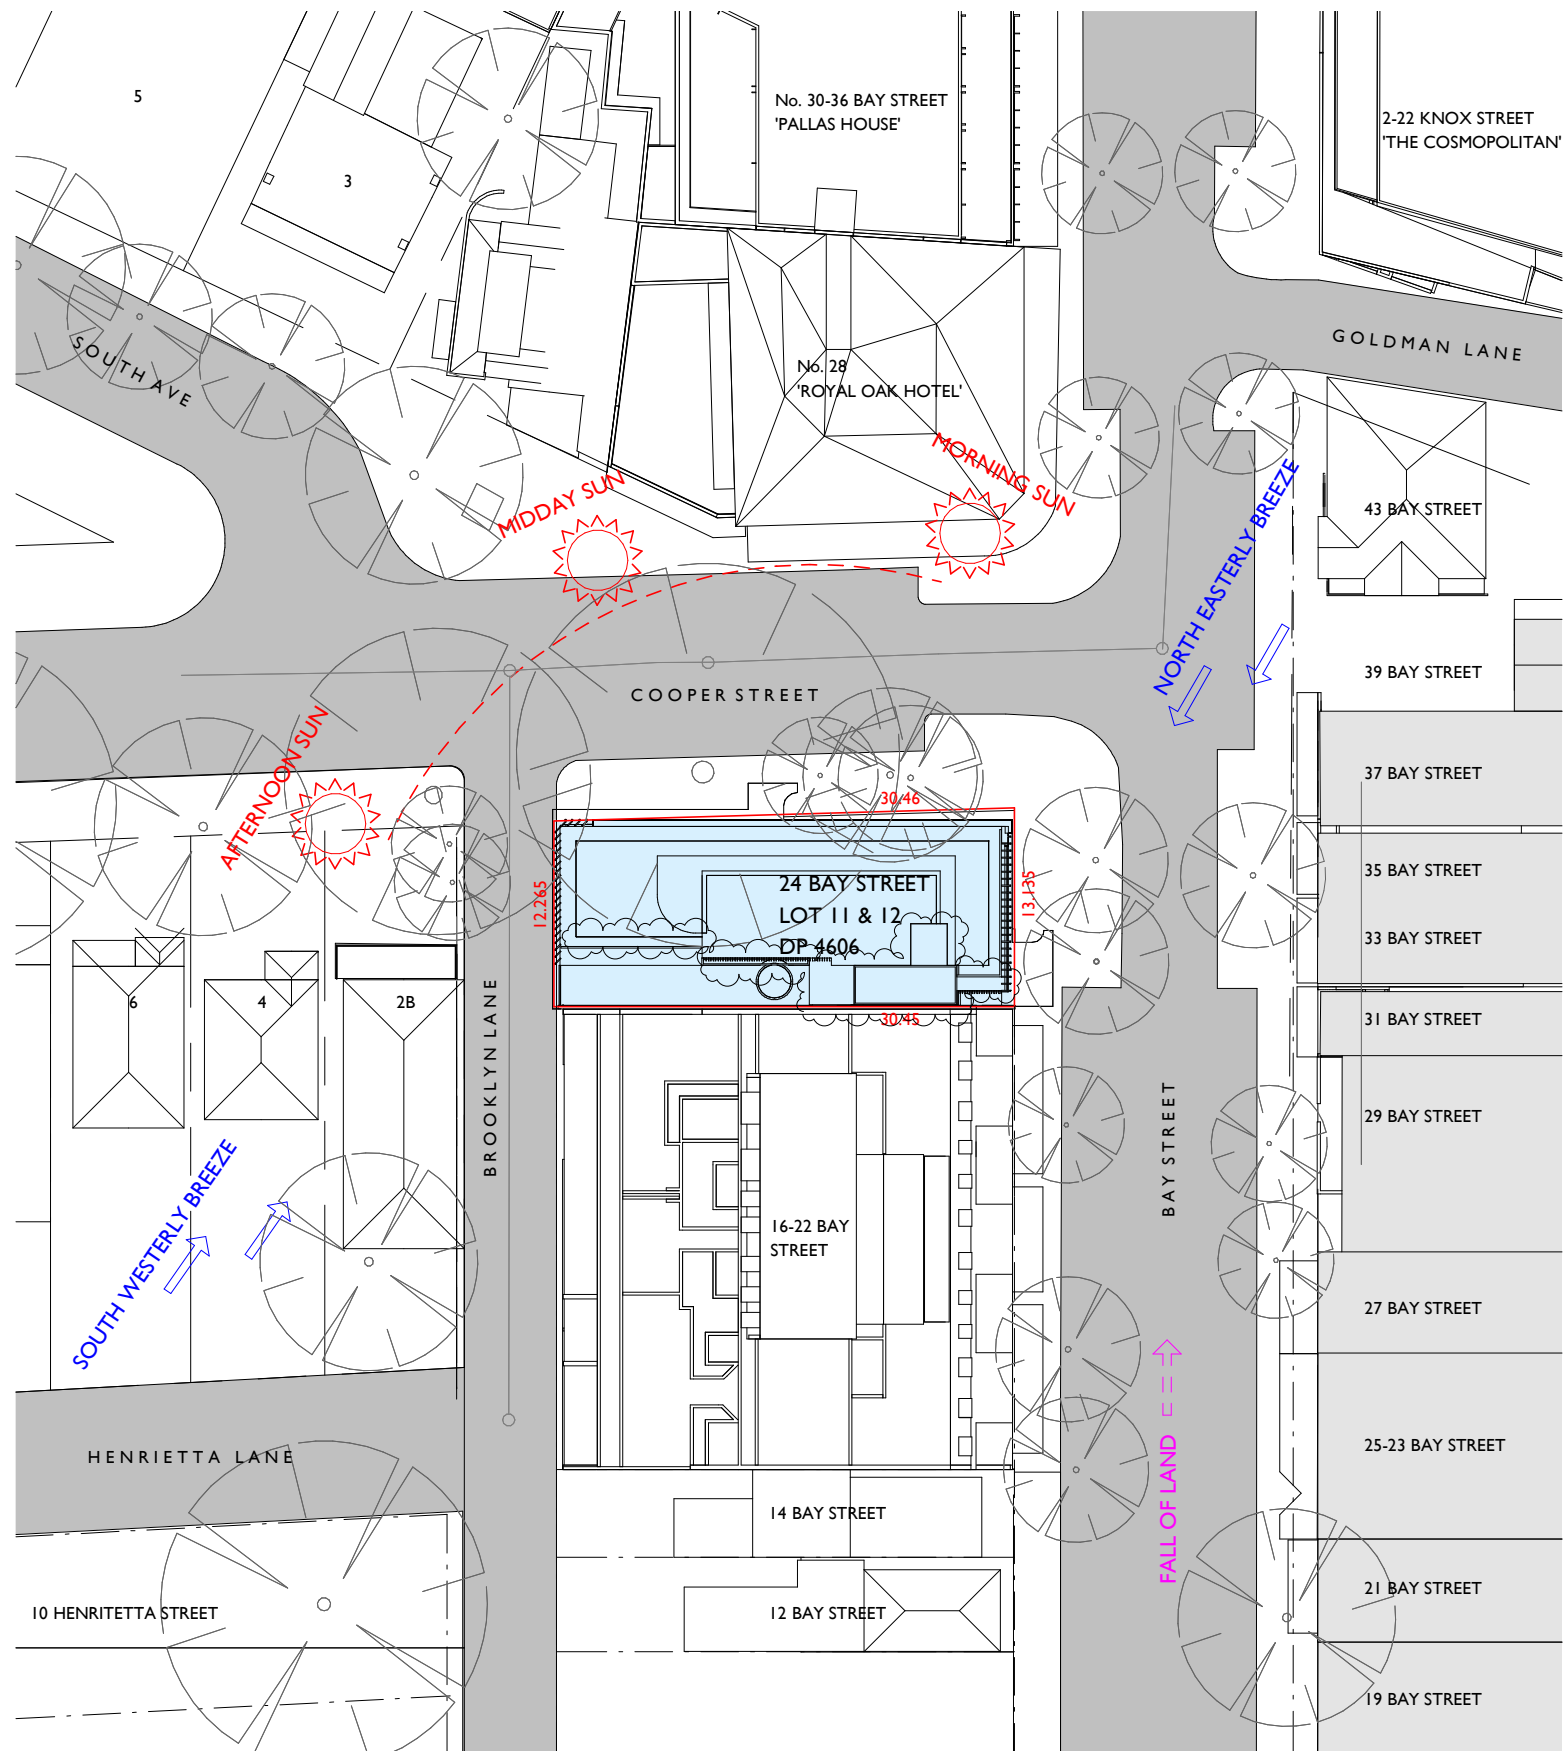 5
No. 30-36 BAY STREET
'PALLAS HOUSE'
2-22 KNOX STREET
'THE COSMOPOLITAN'
3
SOUTH AVE
GOLDMAN LANE
No. 28
'ROYAL OAK HOTEL'
MORNING SUN
MIDDAY SUN
43 BAY STREET
NORTH EASTERLY BREEZE
39 BAY STREET
COOPER STREET
AFTERNOON SUN
37 BAY STREET
30.46
12.265
24 BAY STREET
LOT 11 & 12
DP 4606
13.135
35 BAY STREET
33 BAY STREET
6
4
2B
30.45
31 BAY STREET
BROOKLYN LANE
29 BAY STREET
BAY STREET
SOUTH WESTERLY BREEZE
16-22 BAY
STREET
27 BAY STREET
FALL OF LAND
25-23 BAY STREET
HENRIETTA LANE
14 BAY STREET
21 BAY STREET
10 HENRITETTA STREET
12 BAY STREET
19 BAY STREET